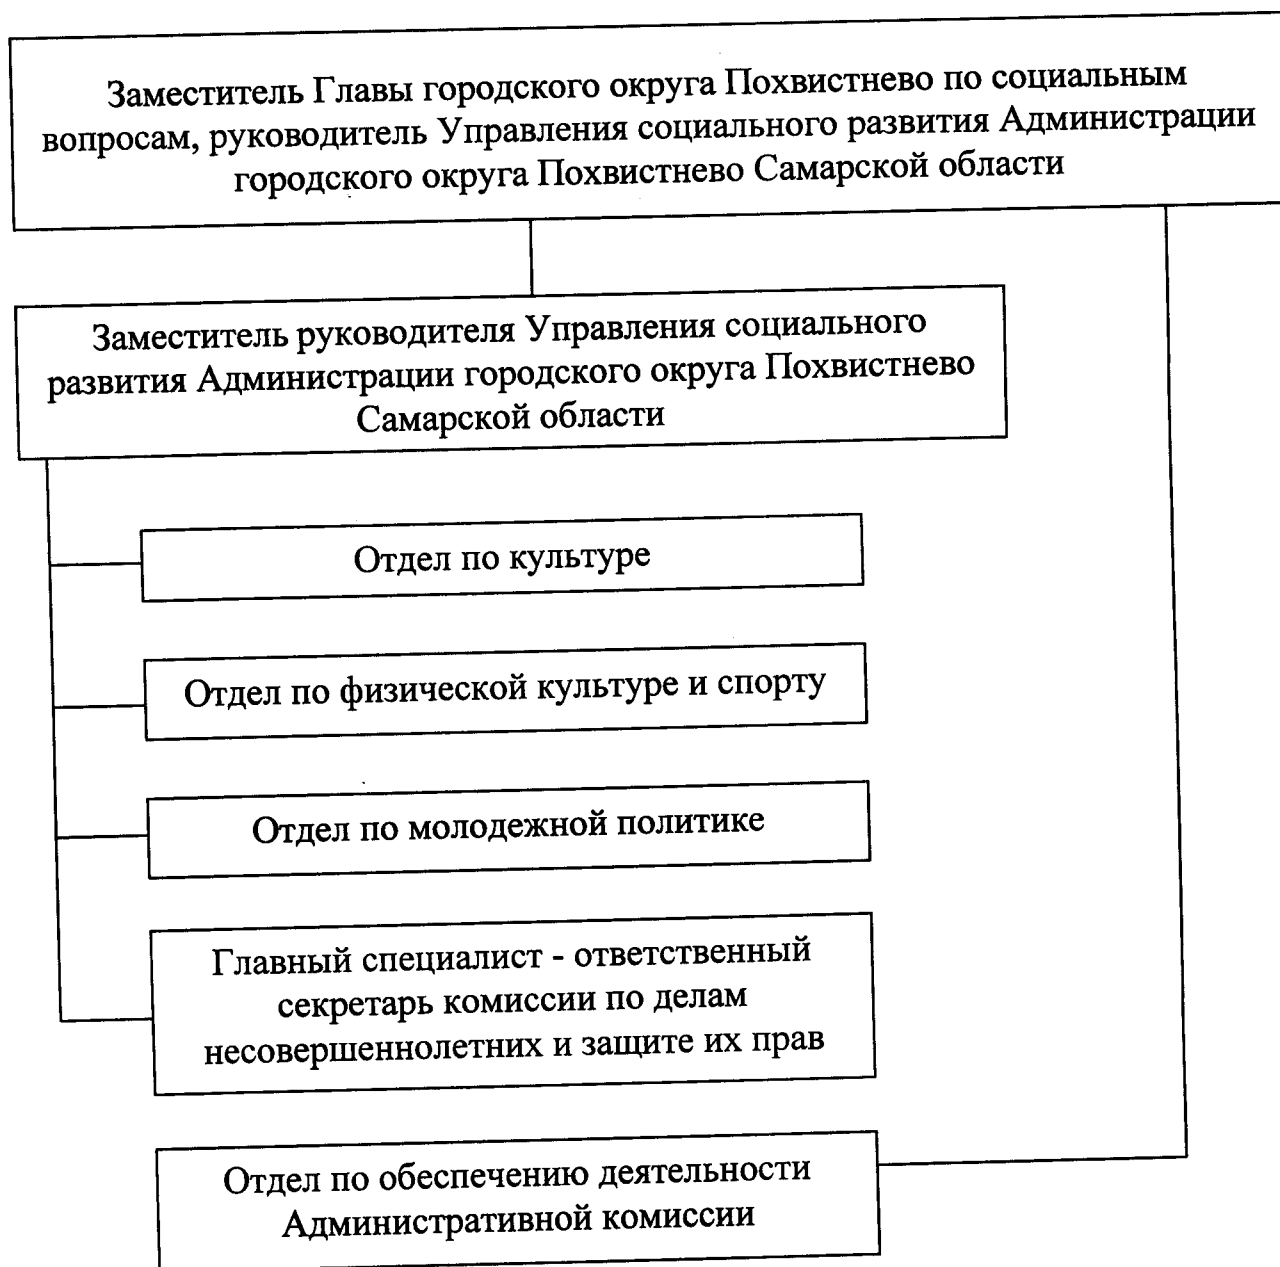 Заместитель Главы городского округа Похвистнево по социальным
вопросам, руководитель Управления социального развития Администрации
городского округа Похвистнево Самарской области
Заместитель руководителя Управления социального
развития Администрации городского округа Похвистнево
Самарской области
Отдел по культуре
Отдел по физической культуре и спорту
Отдел по молодежной политике
Главный специалист - ответственный
секретарь комиссии по делам
несовершеннолетних и защите их прав
Отдел по обеспечению деятельности
Административной комиссии